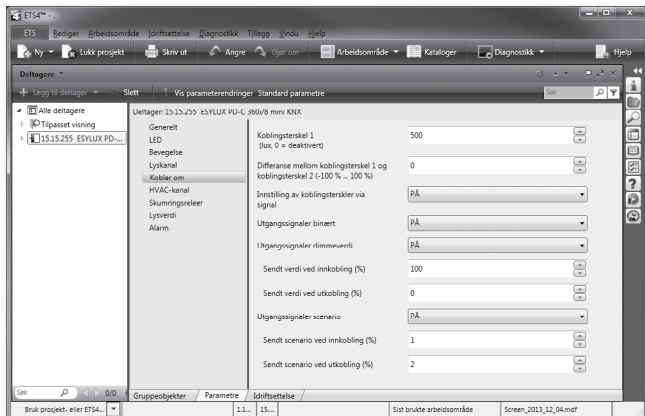 ETS4™ -
ETS Rediger Arbeidsområde Idriftsettelse Diagnostikk Tillegg Vindu Hjelp
Ny Lukk prosjekt Skriv ut Angre Gjør om Arbeidsområde Kataloger Diagnostikk Hjelp
Deltagere
Legg til deltager Slett Vis parameterendringer Standard parametre Søk
Alle deltagere
Tilpasset visning
15.15.255 ESYLUX PD-...
Deltager: 15.15.255 ESYLUX PD-C 360/8 mini KNX
Generelt
LED
Bevegelse
Lyskanal
Kobler om
HVAC-kanal
Skumringsreleer
Lysverdi
Alarm
Koblingsterskel 1 500
(lux, 0 = deaktivert)
Differanse mellom koblingsterskel 1 og 0
koblingsterskel 2 (-100 % ... 100 %)
Innstilling av koblingsterskler via PÅ
signal
Utgangssignaler binært PÅ
Utgangssignaler dimmeverdi PÅ
Sendt verdi ved innkobling (%) 100
Sendt verdi ved utkobling (%) 0
Utgangssignaler scenario PÅ
Sendt scenario ved innkobling (%) 1
Sendt scenario ved utkobling (%) 2
Søk 0/0
Gruppeobjekter Parametre Idriftsettelse
Bruk prosjekt- eller ETS4... 1.1... 15... Sist brukte arbeidsområde Screen_2013_12_04.mdf